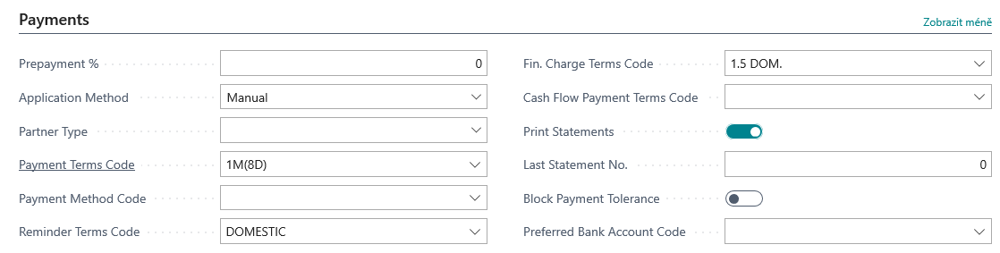 Payments
Zobrazit méně
Prepayment % 0
Application Method Manual
Partner Type
Payment Terms Code 1M(8D)
Payment Method Code
Reminder Terms Code DOMESTIC
Fin. Charge Terms Code 1.5 DOM.
Cash Flow Payment Terms Code
Print Statements
Last Statement No. 0
Block Payment Tolerance
Preferred Bank Account Code